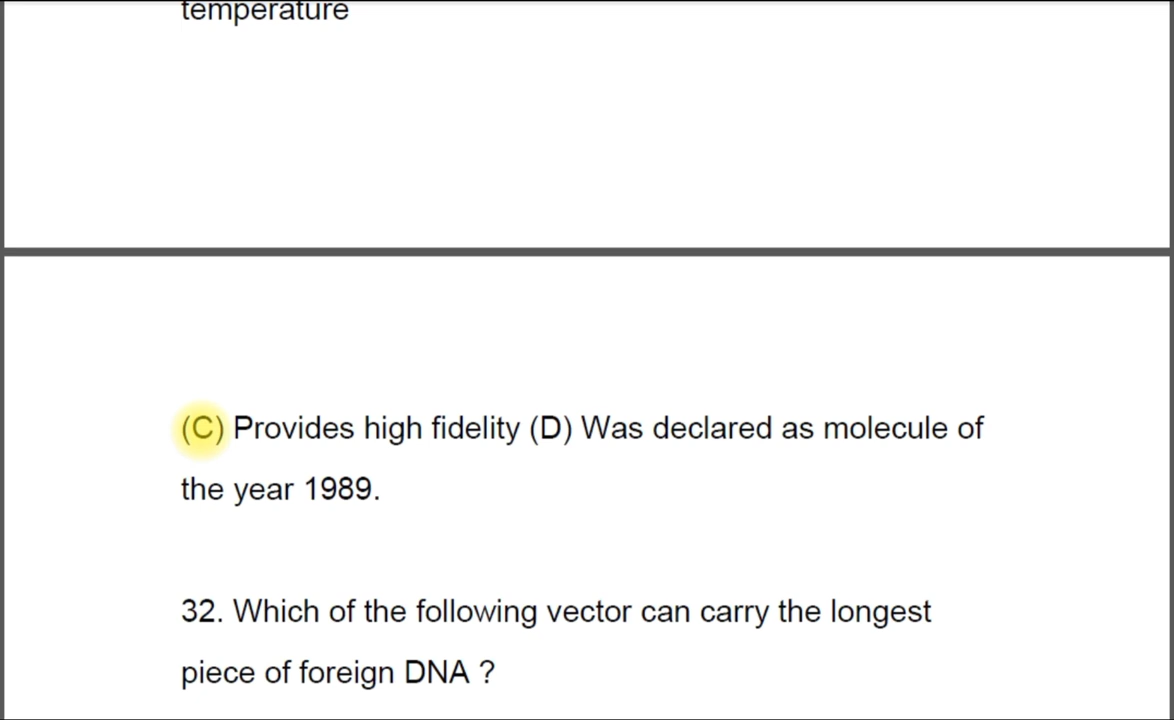 temperature
(C) Provides high fidelity (D) Was declared as molecule of
the year 1989.
32. Which of the following vector can carry the longest
piece of foreign DNA ?